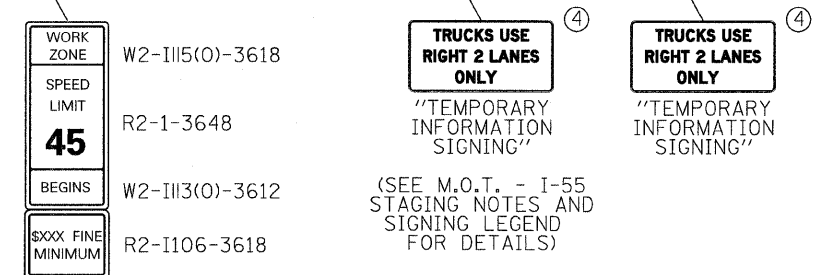 WORK
ZONE
W2-I115(O)-3618
SPEED
LIMIT
45
R2-1-3648
BEGINS
W2-I113(O)-3612
$XXX FINE
MINIMUM
R2-I106-3618
4
TRUCKS USE
RIGHT 2 LANES
ONLY
"TEMPORARY
INFORMATION
SIGNING"
(SEE M.O.T. - I-55
STAGING NOTES AND
SIGNING LEGEND
FOR DETAILS)
4
TRUCKS USE
RIGHT 2 LANES
ONLY
"TEMPORARY
INFORMATION
SIGNING"